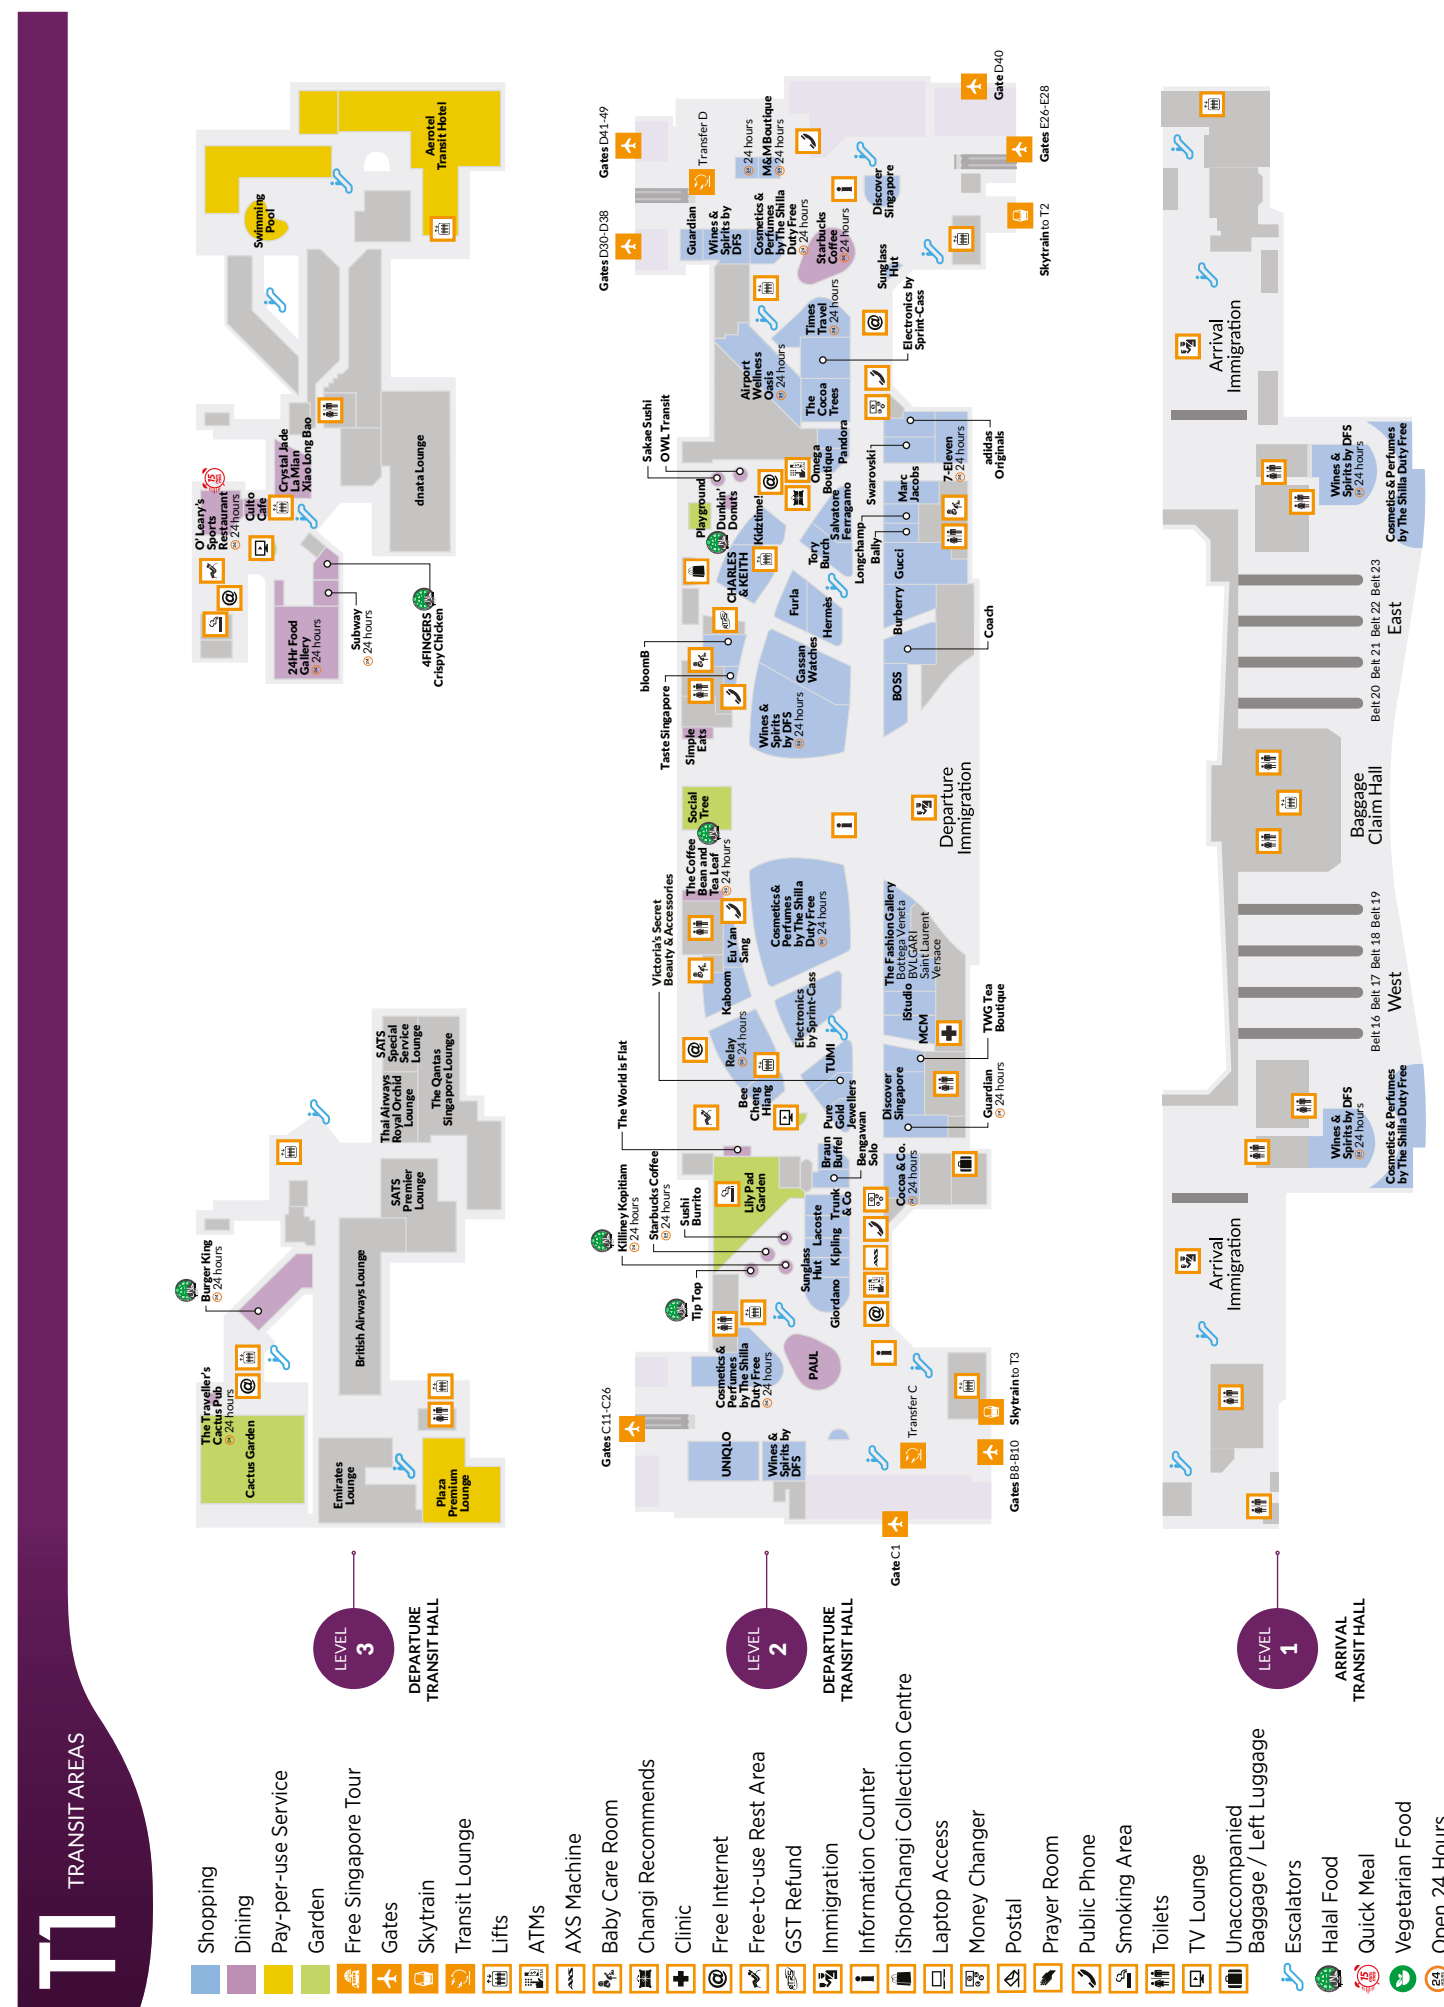 T1
TRANSIT AREAS
Shopping
Dining
Pay-per-use Service
Garden
Free Singapore Tour
Gates
Skytrain
Transit Lounge
Lifts
ATMs
AXS Machine
Baby Care Room
Changi Recommends
Clinic
Free Internet
Free-to-use Rest Area
GST Refund
Immigration
Information Counter
iShopChangi Collection Centre
Laptop Access
Money Changer
Postal
Prayer Room
Public Phone
Smoking Area
Toilets
TV Lounge
Unaccompanied
Baggage / Left Luggage
Escalators
Halal Food
Quick Meal
Vegetarian Food
Open 24 Hours
LEVEL
3
DEPARTURE
TRANSIT HALL
The Traveller's
Cactus Pub
24 hours
Cactus Garden
Burger King
24 hours
Emirates
Lounge
Plaza
Premium
Lounge
British Airways Lounge
SATS
Premier
Lounge
Thai Airways
Royal Orchid
Lounge
SATS
Special
Service
Lounge
The Qantas
Singapore Lounge
24Hr Food
Gallery
24 hours
Subway
24 hours
4FINGERS
Crispy Chicken
O' Leary's
Sports
Restaurant
24 hours
Cuito
Cafe
Crystal Jade
La Mian
Xiao Long Bao
dnata Lounge
Swimming
Pool
Aerotel
Transit Hotel
LEVEL
2
DEPARTURE
TRANSIT HALL
Gate C1
Gates C11-C26
Gates B8-B10
Skytrain to T3
Transfer C
UNIQLO
Wines &
Spirits by
DFS
Cosmetics &
Perfumes
by The Shilla
Duty Free
24 hours
PAUL
Tip Top
Killiney Kopitiam
24 hours
Starbucks Coffee
24 hours
Sushi
Burrito
The World Is Flat
Lily Pad
Garden
Giordano
Sunglass
Hut
Kipling
Lacoste
Trunk
& Co
Braun
Buffel
Bengawan
Solo
Cocoa & Co.
24 hours
Pure
Gold
Jewellers
Bee
Cheng
Hiang
Victoria's Secret
Beauty & Accessories
TUMI
Relay
24 hours
Kaboom
Eu Yan
Sang
Electronics
by Sprint-Cass
Discover
Singapore
Guardian
24 hours
TWG Tea
Boutique
MCM
iStudio
The Fashion Gallery
Bottega Veneta
BVLGARI
Saint Laurent
Versace
Cosmetics &
Perfumes
by The Shilla
Duty Free
24 hours
The Coffee
Bean and
Tea Leaf
24 hours
Social
Tree
Departure
Immigration
Simple
Eats
Taste Singapore
bloomB
Wines &
Spirits
by DFS
24 hours
Gassan
Watches
BOSS
Coach
Burberry
Gucci
Hermès
Furla
Tory
Burch
CHARLES
& KEITH
Kidztime!
Playground
Dunkin'
Donuts
Sakae Sushi
OWL Transit
Salvatore
Ferragamo
Omega
Boutique
Pandora
Longchamp
Bally
Marc
Jacobs
Swarovski
7-Eleven
24 hours
adidas
Originals
The
Cocoa
Trees
Airport
Wellness
Oasis
24 hours
Times
Travel
24 hours
Electronics by
Sprint-Cass
Sunglass
Hut
Starbucks
Coffee
24 hours
Guardian
Wines &
Spirits by
DFS
Cosmetics &
Perfumes
by The Shilla
Duty Free
24 hours
24 hours
M&M Boutique
24 hours
Discover
Singapore
Transfer D
Gates D30-D38
Gates D41-49
Gate D40
Gates E26-E28
Skytrain to T2
LEVEL
1
ARRIVAL
TRANSIT HALL
Arrival
Immigration
Wines &
Spirits by DFS
24 hours
Cosmetics & Perfumes
by The Shilla Duty Free
Belt 16 Belt 17 Belt 18 Belt 19
West
Baggage
Claim Hall
Belt 20 Belt 21 Belt 22 Belt 23
East
Wines &
Spirits by DFS
24 hours
Cosmetics & Perfumes
by The Shilla Duty Free
Arrival
Immigration